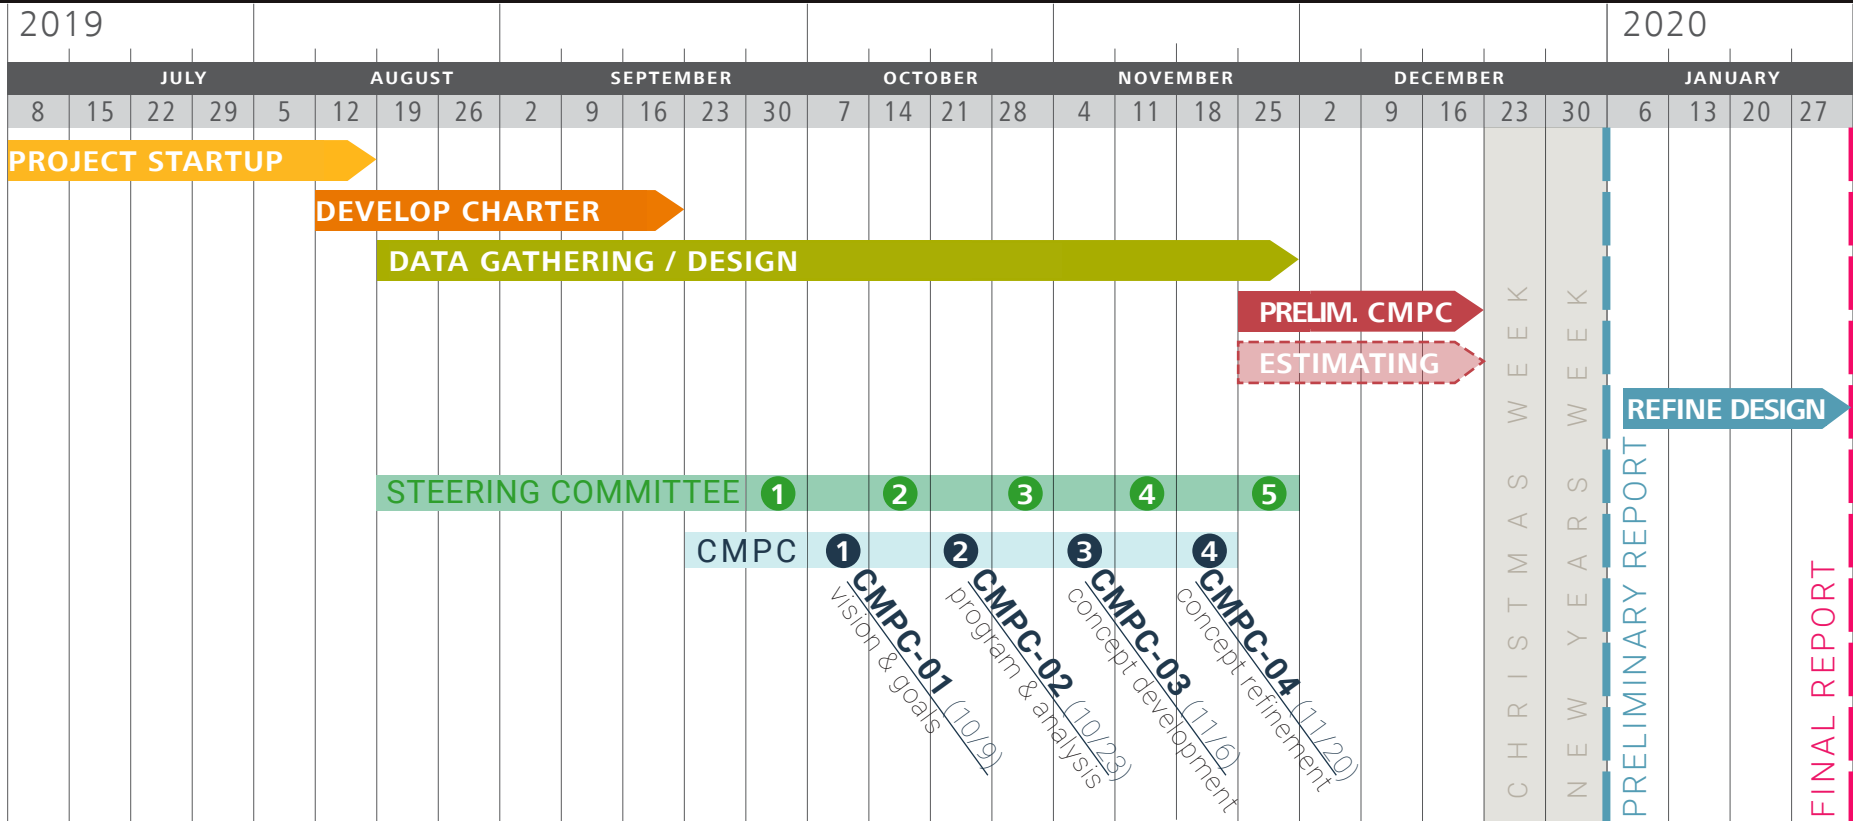 2019 2020
JULY AUGUST SEPTEMBER OCTOBER NOVEMBER DECEMBER JANUARY
8 15 22 29 5 12 19 26 2 9 16 23 30 7 14 21 28 4 11 18 25 2 9 16 23 30 6 13 20 27
PROJECT STARTUP
DEVELOP CHARTER
DATA GATHERING / DESIGN
PRELIM. CMPC
ESTIMATING
REFINE DESIGN
STEERING COMMITTEE 1 2 3 4 5
CMPC 1 2 3 4
CMPC-01 (10/9)
vision & goals
CMPC-02 (10/23)
program & analysis
CMPC-03 (11/6)
concept development
CMPC-04 (11/20)
concept refinement
CHRISTMAS WEEK
NEW YEARS WEEK
PRELIMINARY REPORT
FINAL REPORT